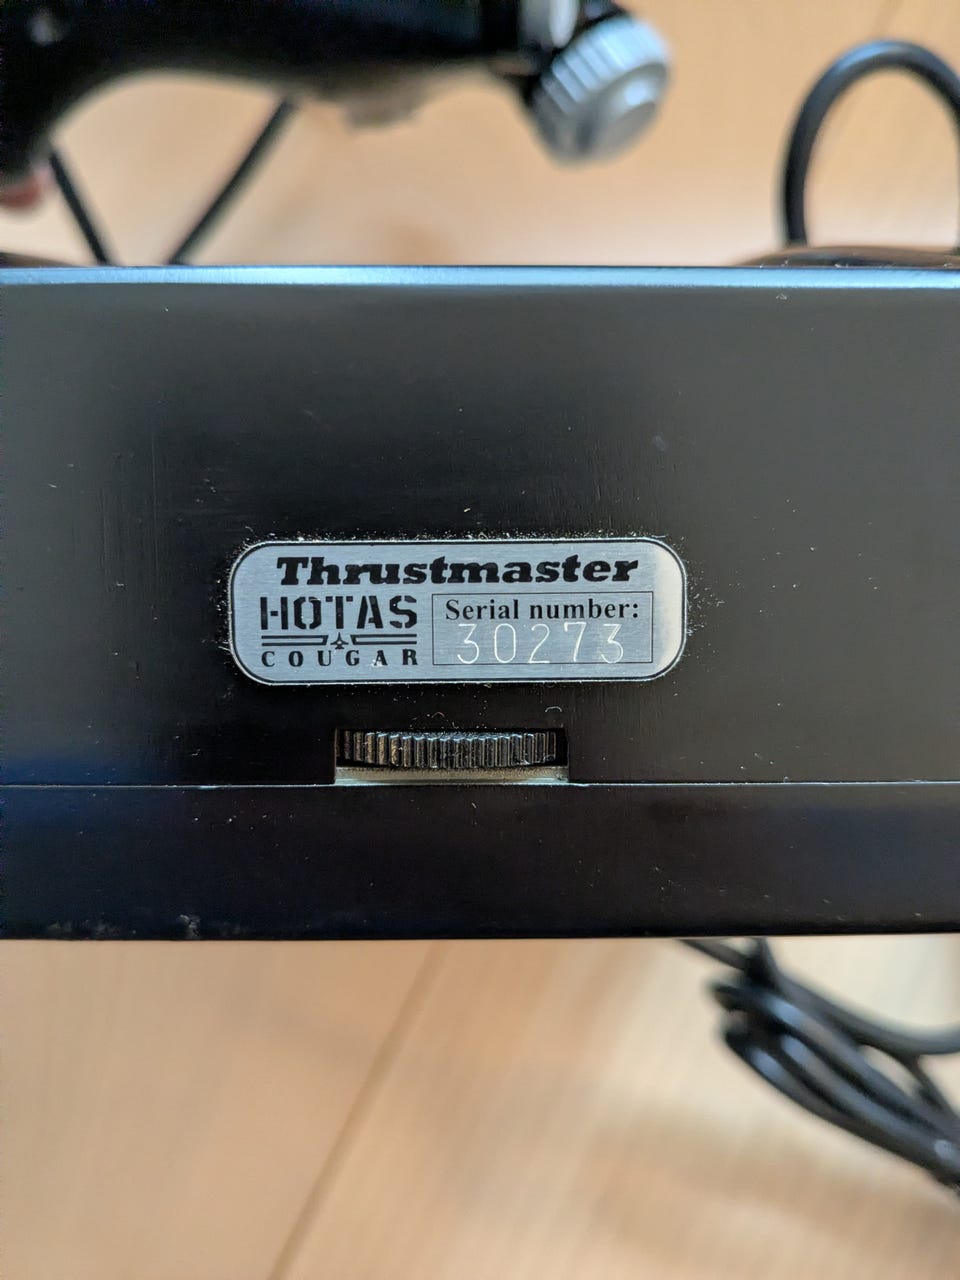 Thrustmaster
HOTAS
COUGAR
Serial number:
30273